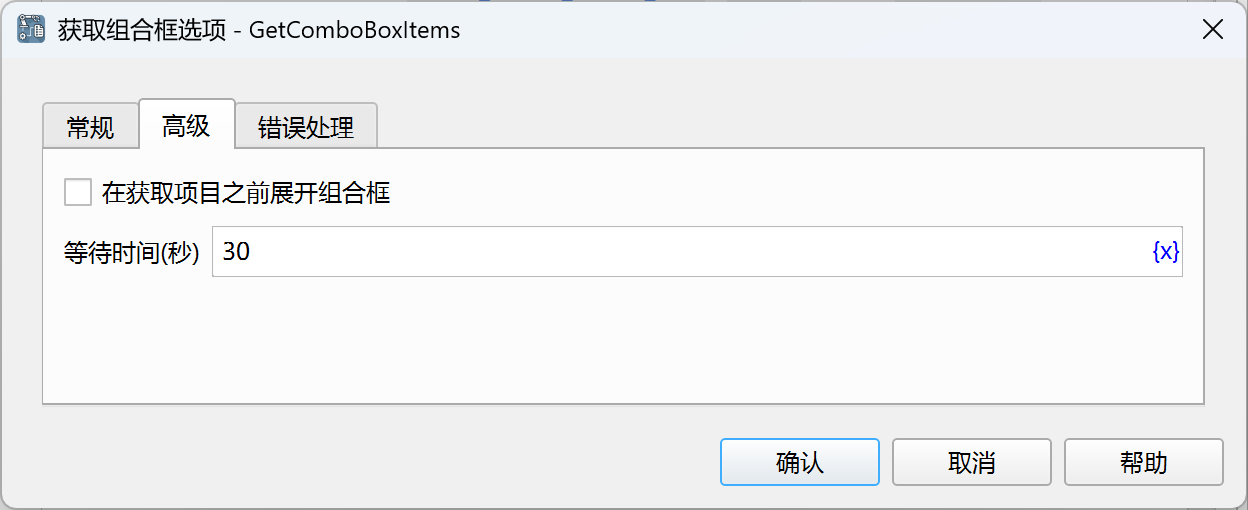 获取组合框选项 - GetComboBoxItems
常规 高级 错误处理
在获取项目之前展开组合框
等待时间(秒) 30 {x}
确认 取消 帮助